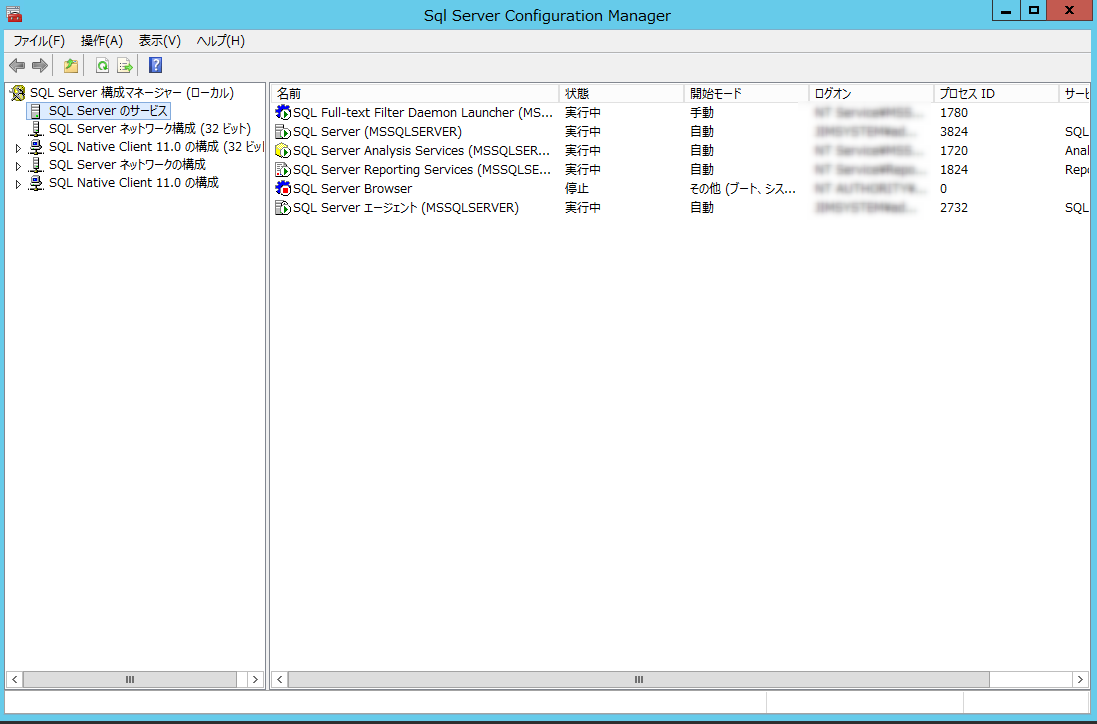 Sql Server Configuration Manager
ファイル(F) 操作(A) 表示(V) ヘルプ(H)
SQL Server 構成マネージャー (ローカル)
SQL Server のサービス
SQL Server ネットワーク構成 (32 ビット)
SQL Native Client 11.0 の構成 (32 ビッ
SQL Server ネットワークの構成
SQL Native Client 11.0 の構成
名前 状態 開始モード ログオン プロセス ID サービ
SQL Full-text Filter Daemon Launcher (MS... 実行中 手動 1780
SQL Server (MSSQLSERVER) 実行中 自動 3824 SQL
SQL Server Analysis Services (MSSQLSER... 実行中 自動 1720 Anal
SQL Server Reporting Services (MSSQLSE... 実行中 自動 1824 Repo
SQL Server Browser 停止 その他 (ブート、シス... 0
SQL Server エージェント (MSSQLSERVER) 実行中 自動 2732 SQL